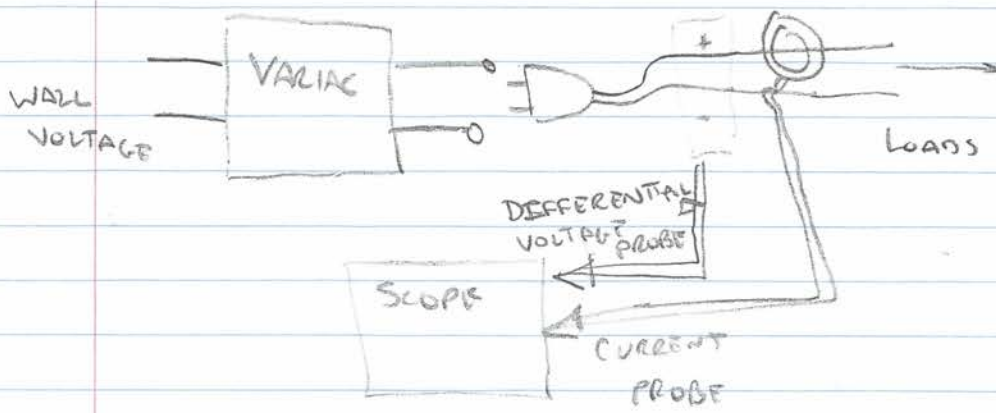 VARIAC
WALL
VOLTAGE
+
-
LOADS
DIFFERENTIAL
VOLTAGE PROBE
SCOPE
CURRENT
PROBE